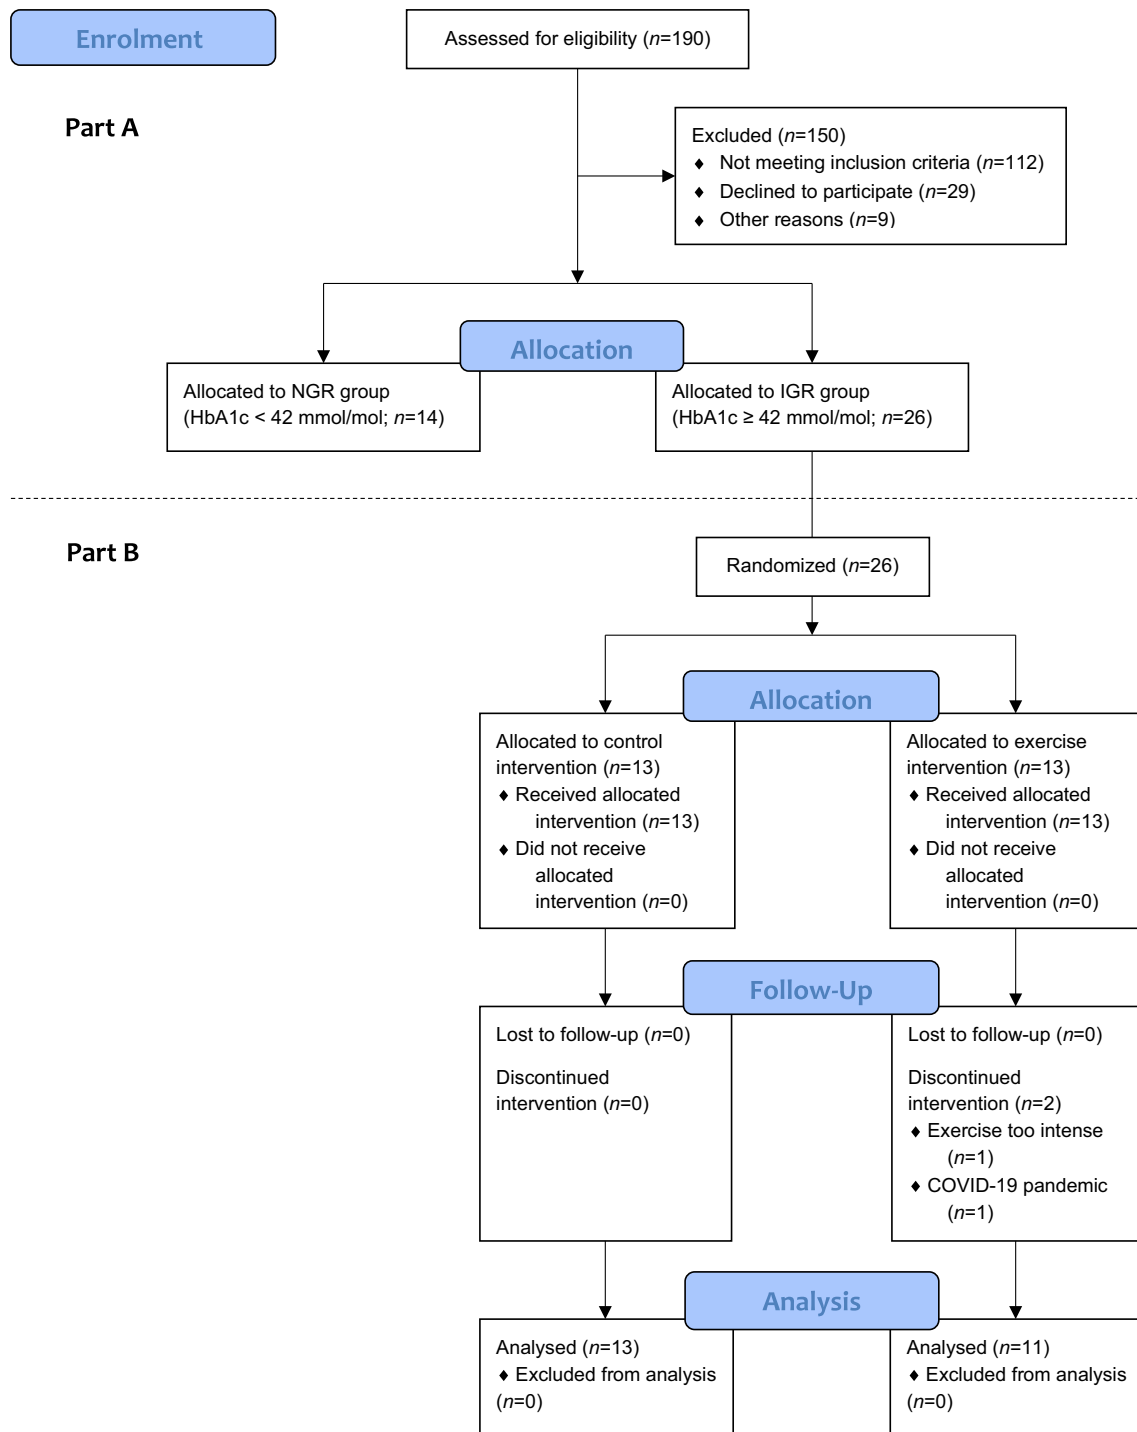 Enrolment
Assessed for eligibility (n=190)
Part A
Excluded (n=150)
♦ Not meeting inclusion criteria (n=112)
♦ Declined to participate (n=29)
♦ Other reasons (n=9)
Allocation
Allocated to NGR group
(HbA1c < 42 mmol/mol; n=14)
Allocated to IGR group
(HbA1c ≥ 42 mmol/mol; n=26)
Part B
Randomized (n=26)
Allocation
Allocated to control
intervention (n=13)
♦ Received allocated
intervention (n=13)
♦ Did not receive
allocated
intervention (n=0)
Allocated to exercise
intervention (n=13)
♦ Received allocated
intervention (n=13)
♦ Did not receive
allocated
intervention (n=0)
Follow-Up
Lost to follow-up (n=0)
Discontinued
intervention (n=0)
Lost to follow-up (n=0)
Discontinued
intervention (n=2)
♦ Exercise too intense
(n=1)
♦ COVID-19 pandemic
(n=1)
Analysis
Analysed (n=13)
♦ Excluded from analysis
(n=0)
Analysed (n=11)
♦ Excluded from analysis
(n=0)